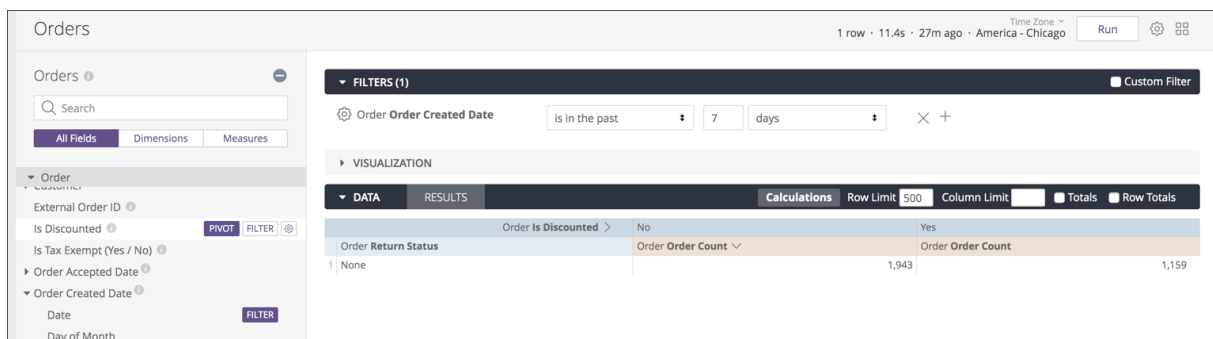 Orders
Time Zone
1 row · 11.4s · 27m ago · America - Chicago
Run
Orders
Search
All Fields Dimensions Measures
Order
Customer
External Order ID
Is Discounted PIVOT FILTER
Is Tax Exempt (Yes / No)
Order Accepted Date
Order Created Date
Date FILTER
Day of Month
FILTERS (1) Custom Filter
Order Order Created Date is in the past 7 days
VISUALIZATION
DATA RESULTS Calculations Row Limit 500 Column Limit Totals Row Totals
Order Is Discounted > No Yes
Order Return Status Order Order Count Order Order Count
1 None 1,943 1,159